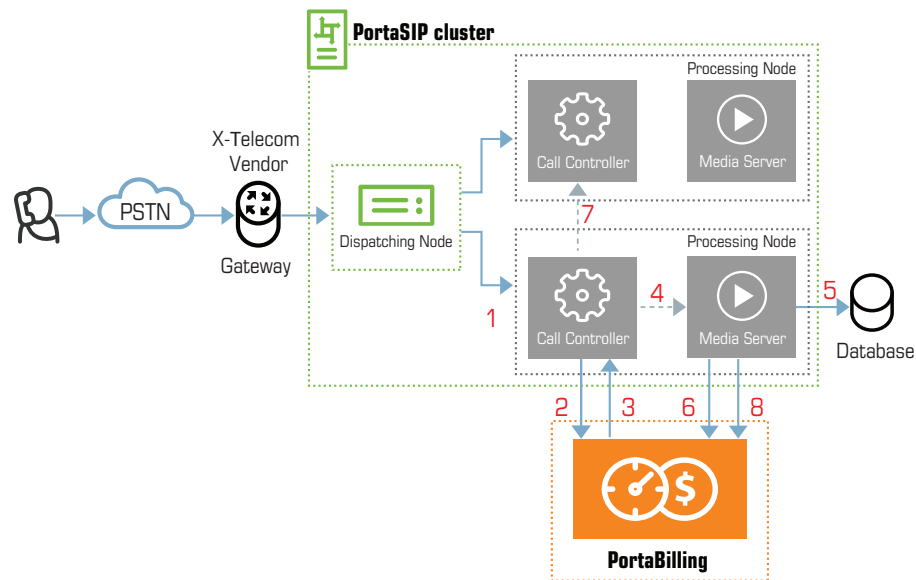 PortaSIP cluster
Processing Node
X-Telecom
Vendor
Call Controller
Media Server
PSTN
7
Dispatching Node
Processing Node
Gateway
4
5
1
Call Controller
Media Server
Database
2
3
6
8
$
PortaBilling